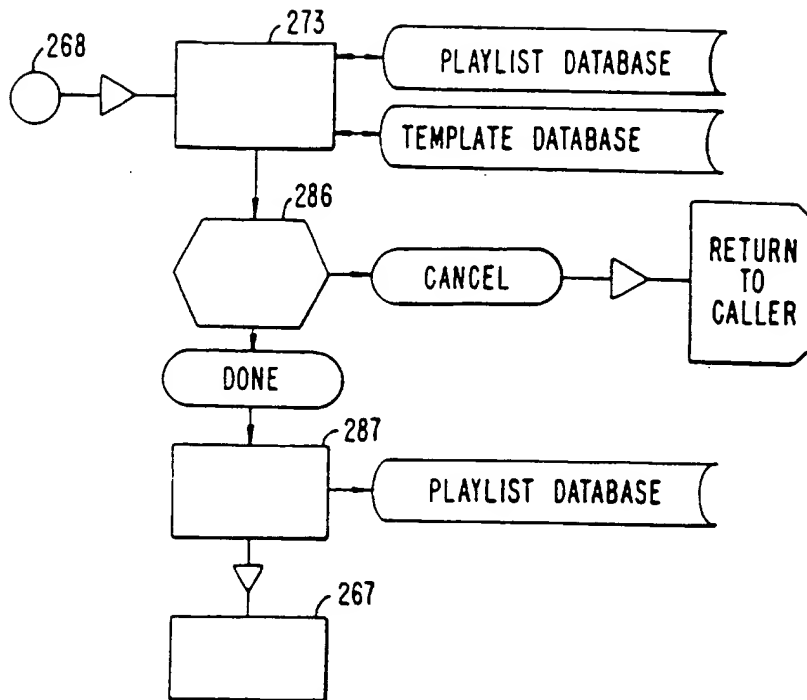 268
273
PLAYLIST DATABASE
TEMPLATE DATABASE
286
CANCEL
RETURN
TO
CALLER
DONE
287
PLAYLIST DATABASE
267